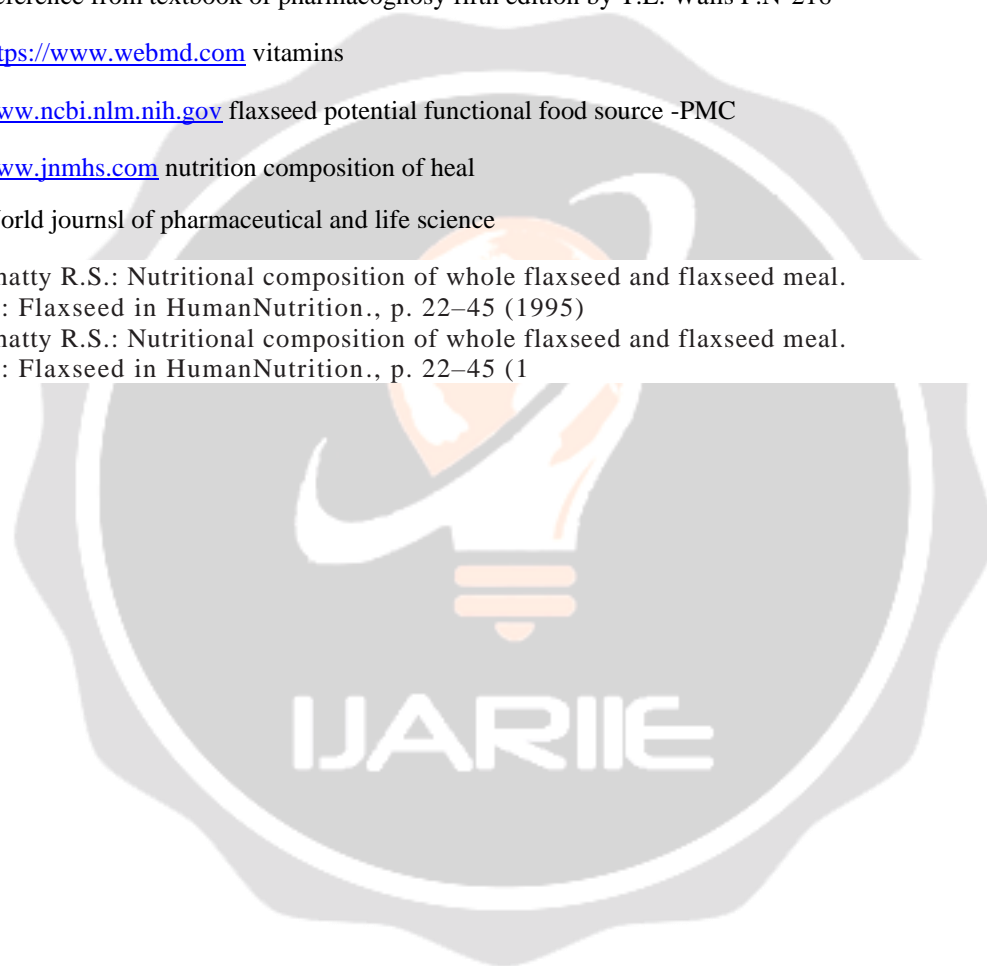 from textbook of pharmacognosy fifth edition by T.E. Wallis P.N-216
tps://www.webmd.com vitamins
ww.ncbi.nlm.nih.gov flaxseed potential functional food source -PMC
ww.jnmhs.com nutrition composition of heal
orld journsl of pharmaceutical and life science
hatty R.S.: Nutritional composition of whole flaxseed and flaxseed meal.
: Flaxseed in HumanNutrition., p. 22–45 (1995)
hatty R.S.: Nutritional composition of whole flaxseed and flaxseed meal.
: Flaxseed in HumanNutrition., p. 22–45 (1
IJARIIE